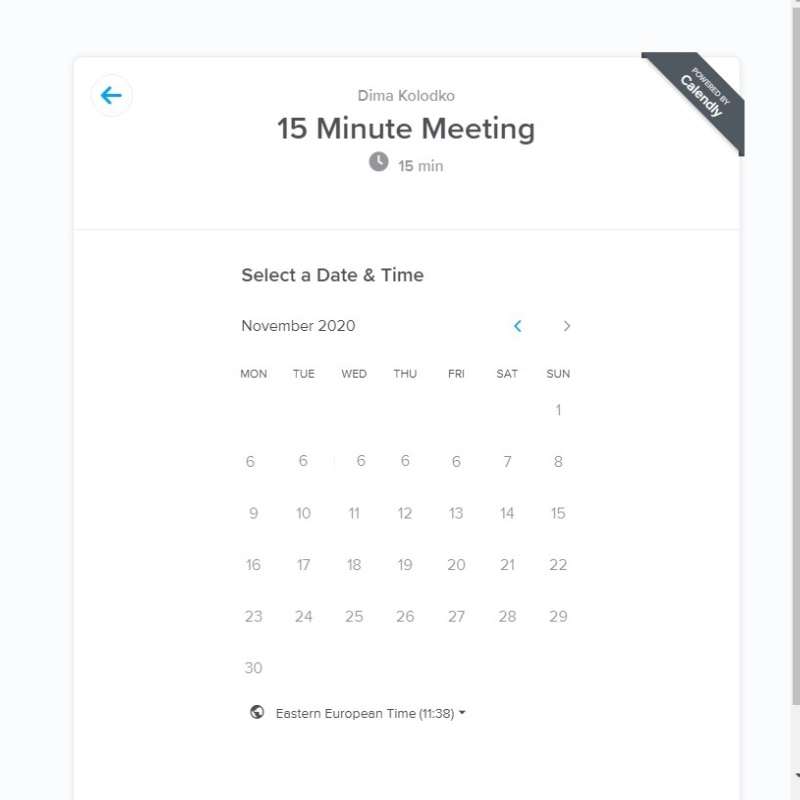 POWERED BY
Calendly
Dima Kolodko
15 Minute Meeting
15 min
Select a Date & Time
November 2020
MON TUE WED THU FRI SAT SUN
1
6 6 6 6 6 7 8
9 10 11 12 13 14 15
16 17 18 19 20 21 22
23 24 25 26 27 28 29
30
Eastern European Time (11:38)